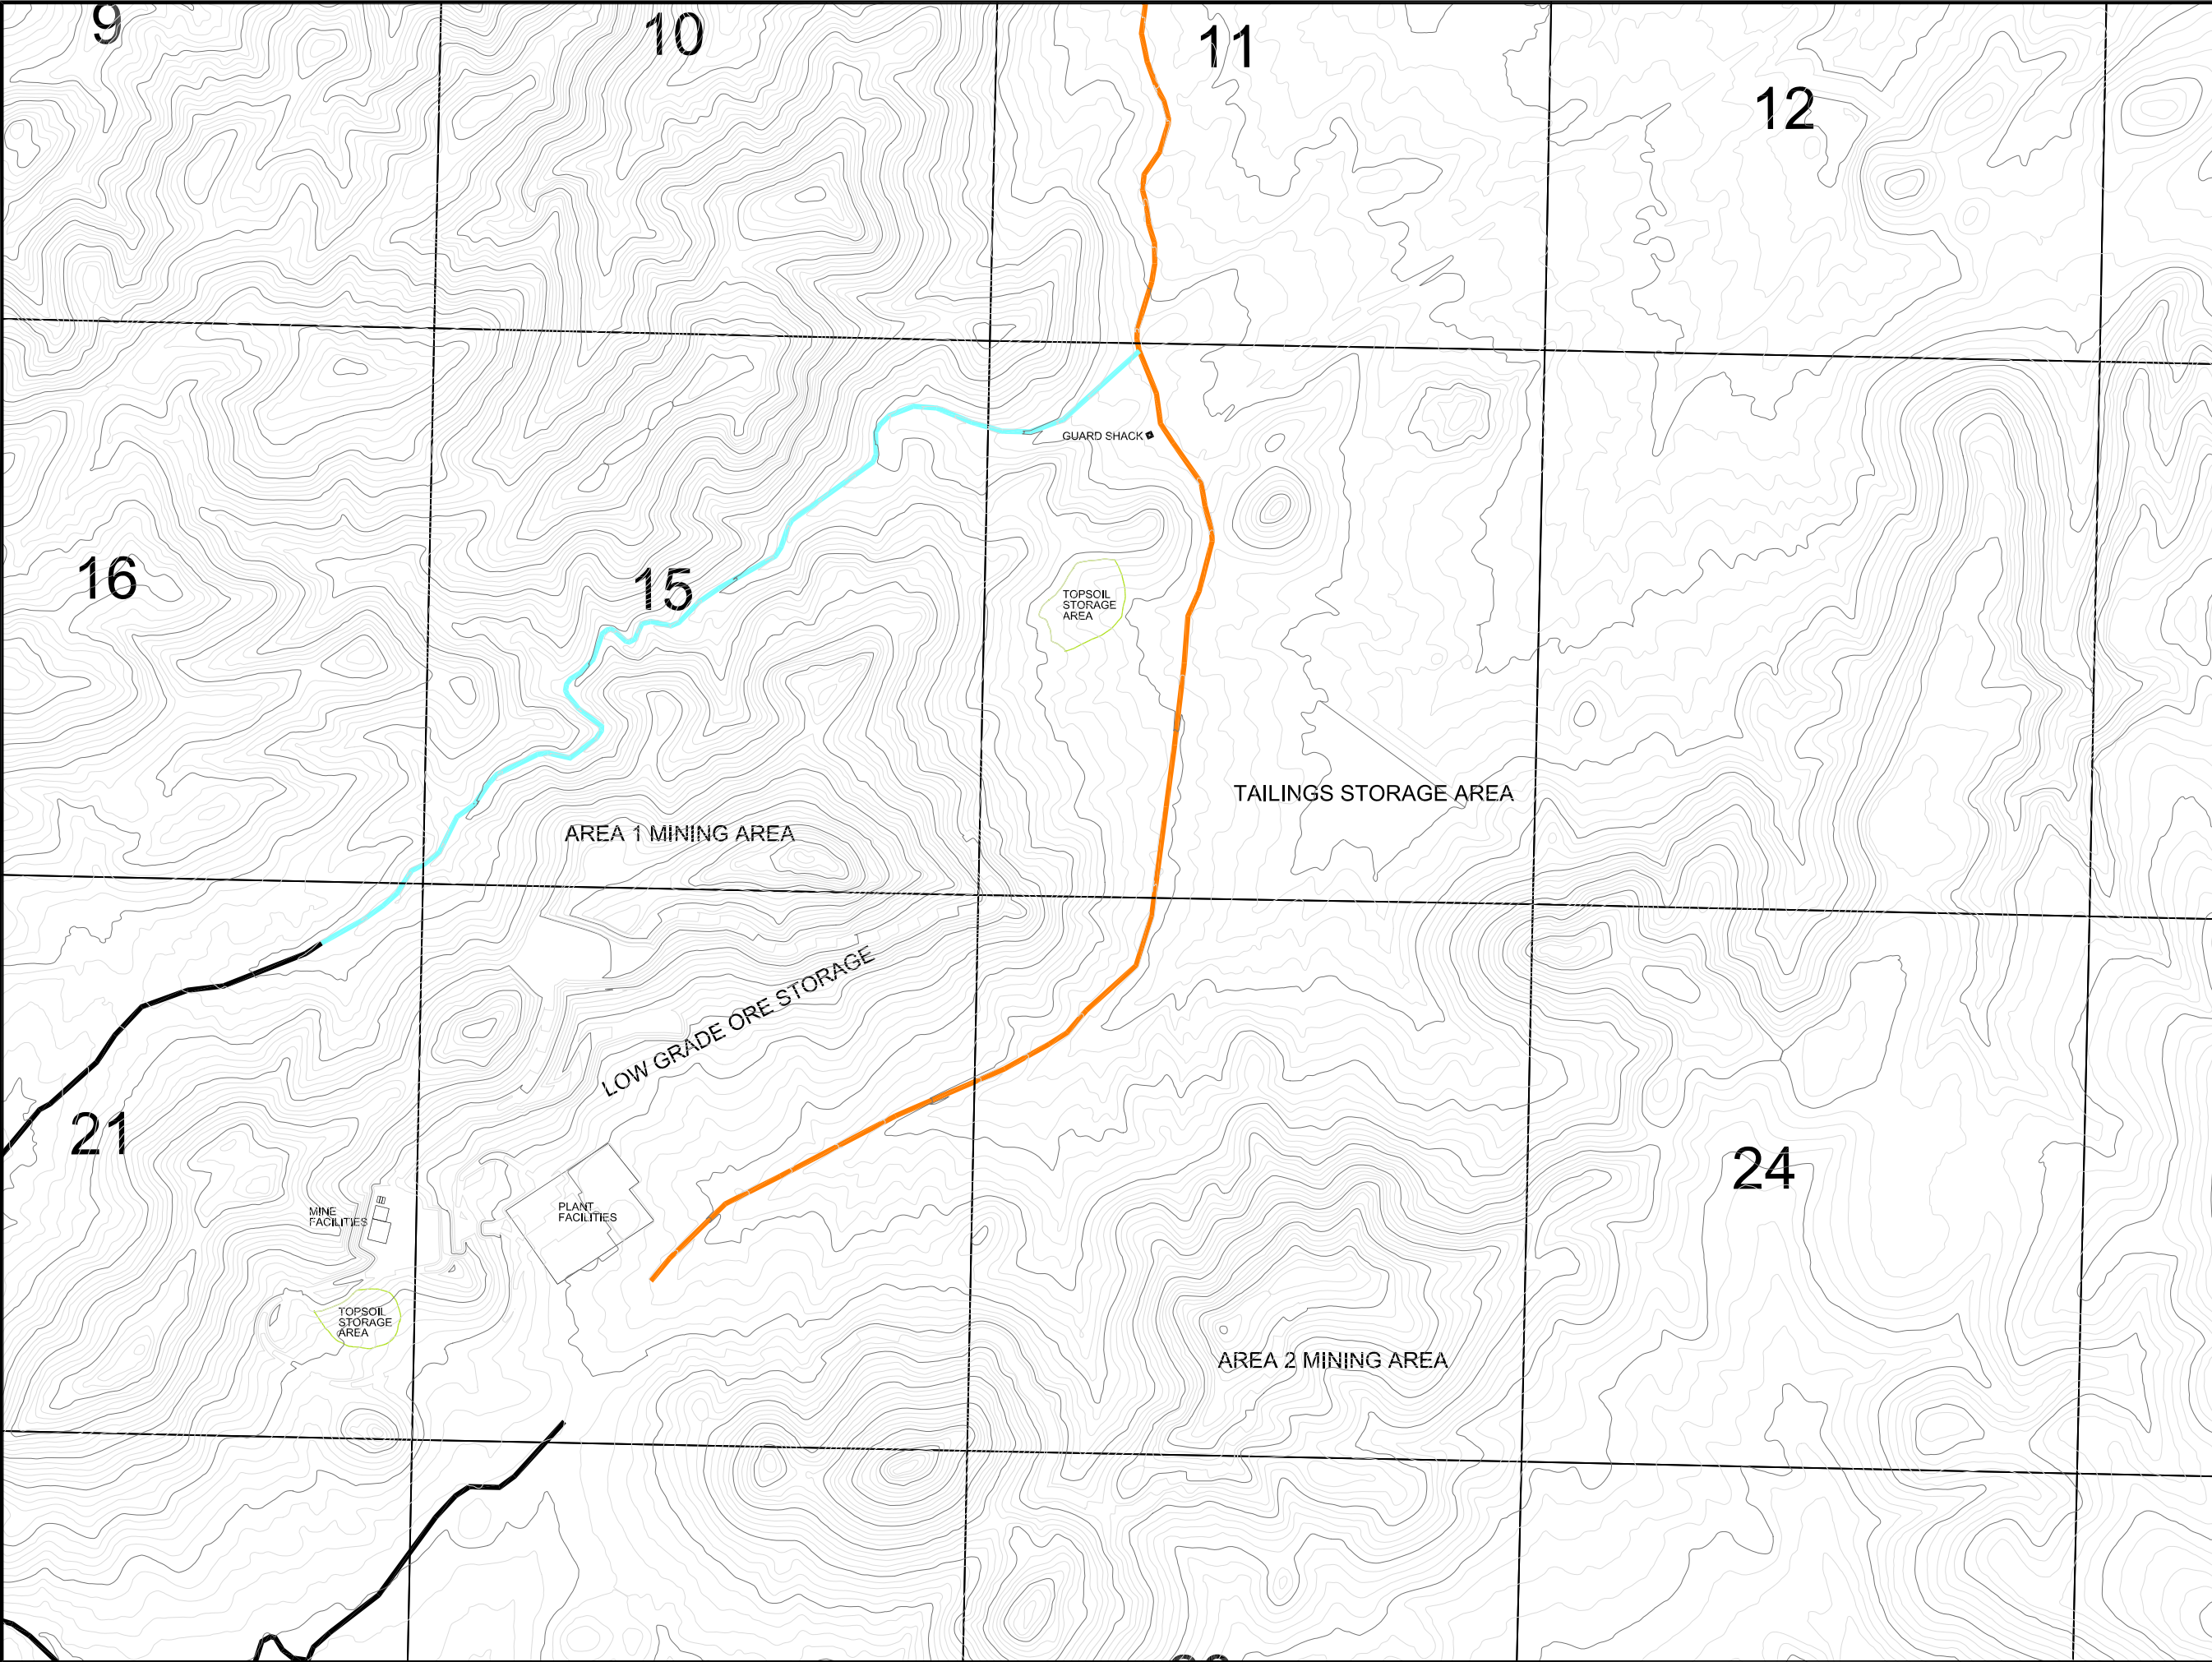 9
10
11
12
GUARD SHACK
16
15
TOPSOIL
STORAGE
AREA
TAILINGS STORAGE AREA
AREA 1 MINING AREA
LOW GRADE ORE STORAGE
21
24
MINE
FACILITIES
PLANT
FACILITIES
TOPSOIL
STORAGE
AREA
AREA 2 MINING AREA